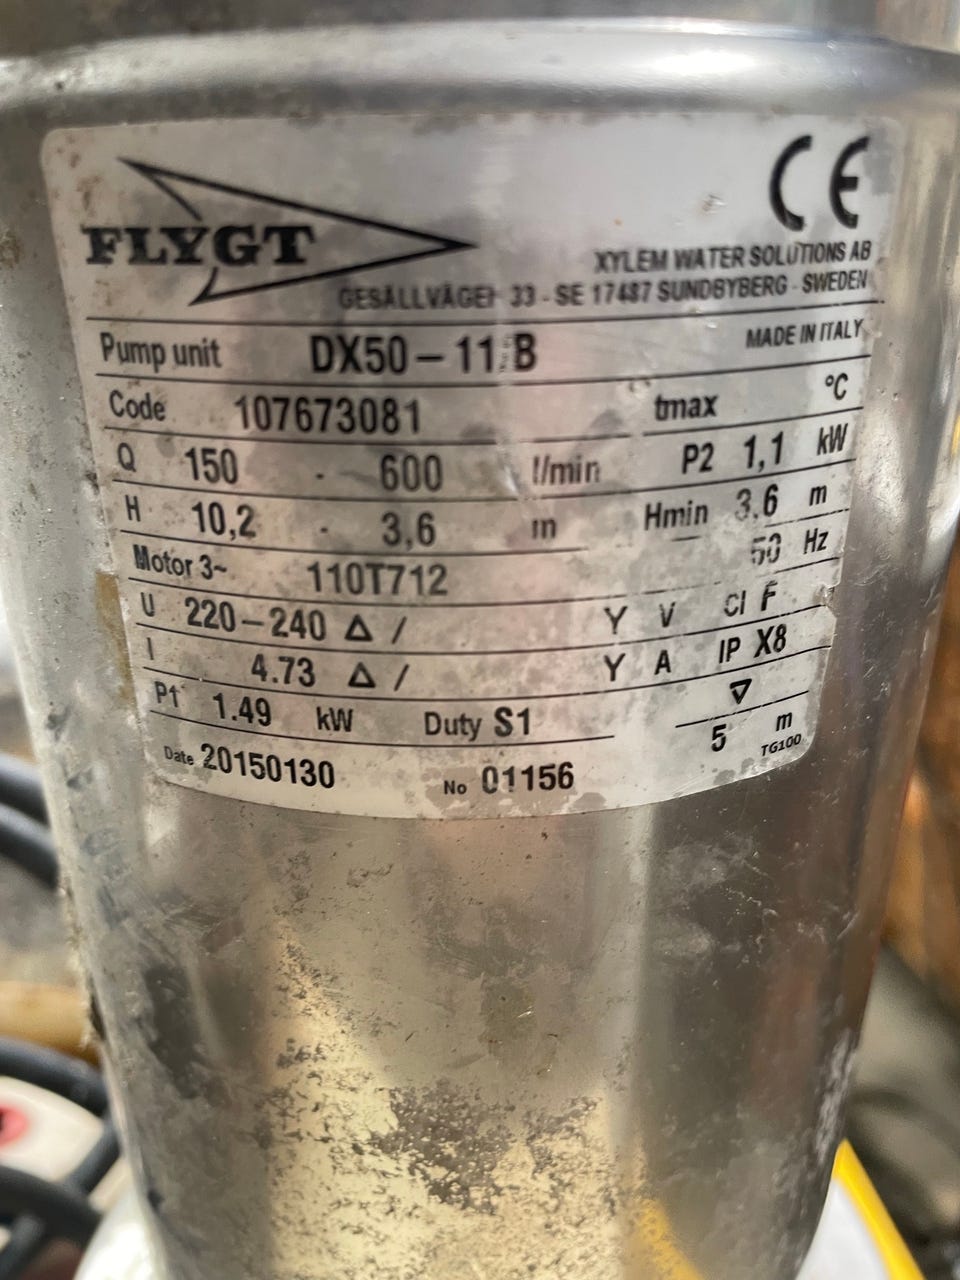 CE
FLYGT
XYLEM WATER SOLUTIONS AB
GESÄLLVÄGEN 33 - SE 17487 SUNDBYBERG - SWEDEN
Pump unit DX50-11 B MADE IN ITALY
Code 107673081 tmax °C
Q 150 - 600 l/min P2 1,1 kW
H 10,2 - 3,6 m Hmin 3.6 m
Motor 3~ 110T712 50 Hz
U 220-240 Δ / Y V Cl F
I 4.73 Δ / Y A IP X8
P1 1.49 kW Duty S1 ▽ 5 m
Date 20150130 No 01156 TG100